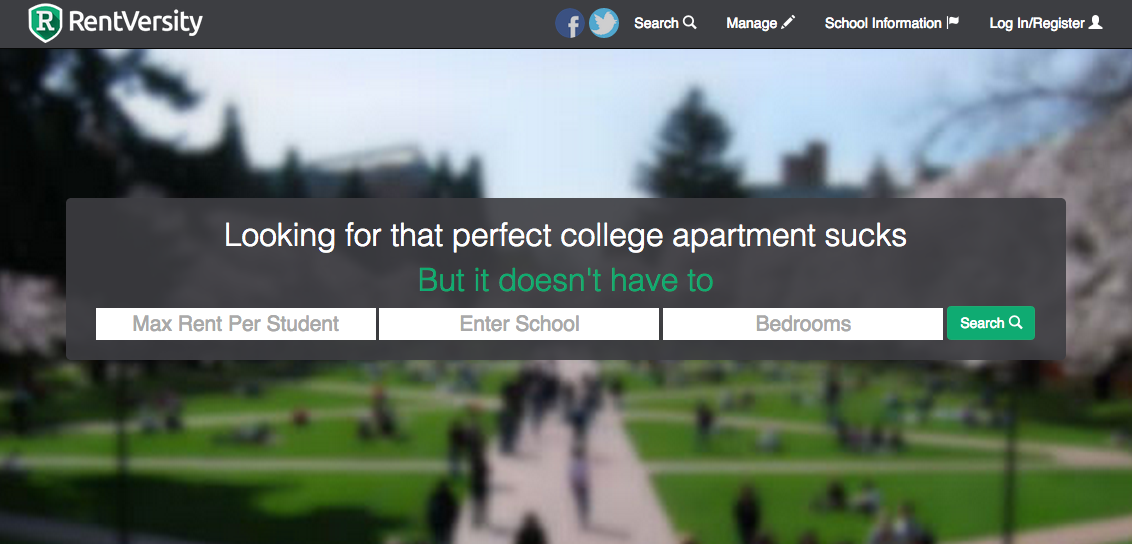 R RentVersity
f
Search
Manage
School Information
Log In/Register
Looking for that perfect college apartment sucks
But it doesn't have to
Max Rent Per Student
Enter School
Bedrooms
Search